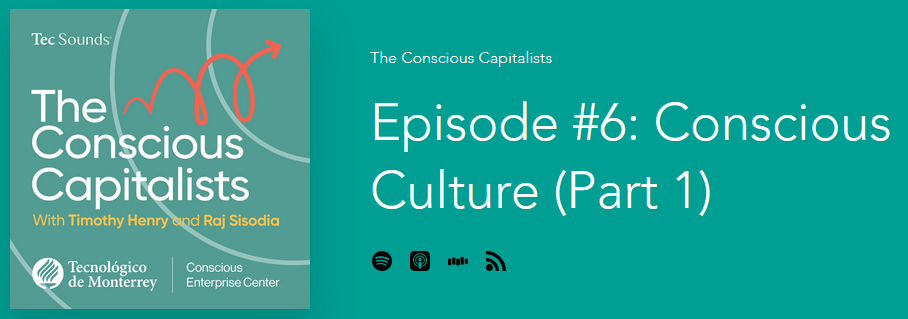 Tec Sounds
The
Conscious
Capitalists
With Timothy Henry and Raj Sisodia
Tecnológico
de Monterrey
Conscious
Enterprise Center
The Conscious Capitalists
Episode #6: Conscious
Culture (Part 1)